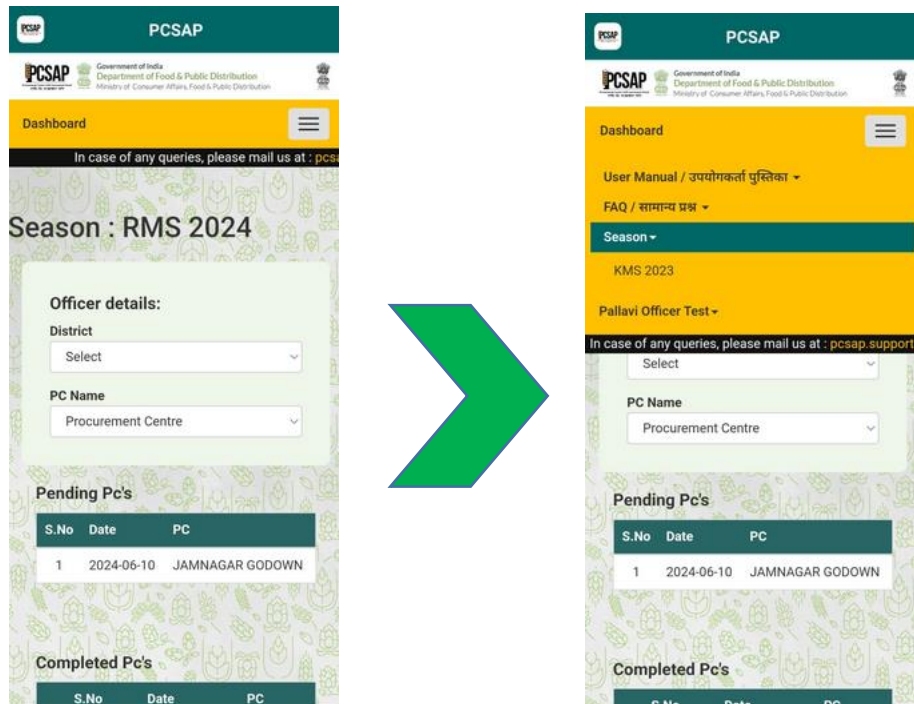 PCSAP
PCSAP
PCSAP
Government of India
Department of Food & Public Distribution
Ministry of Consumer Affairs, Food & Public Distribution
Dashboard
In case of any queries, please mail us at : pcsa
Season : RMS 2024
Officer details:
District
Select
PC Name
Procurement Centre
Pending Pc's
S.No Date PC
1 2024-06-10 JAMNAGAR GODOWN
Completed Pc's
S.No Date PC
PCSAP
PCSAP
PCSAP
Government of India
Department of Food & Public Distribution
Ministry of Consumer Affairs, Food & Public Distribution
Dashboard
User Manual / उपयोगकर्ता पुस्तिका
FAQ / सामान्य प्रश्न
Season
KMS 2023
Pallavi Officer Test
In case of any queries, please mail us at : pcsap.support
Select
PC Name
Procurement Centre
Pending Pc's
S.No Date PC
1 2024-06-10 JAMNAGAR GODOWN
Completed Pc's
S.No Date PC